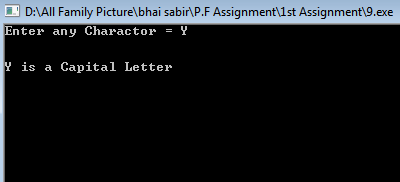 D:\All Family Picture\bhai sabir\P.F Assignment\1st Assignment\9.exe
Enter any Charactor = Y
Y is a Capital Letter